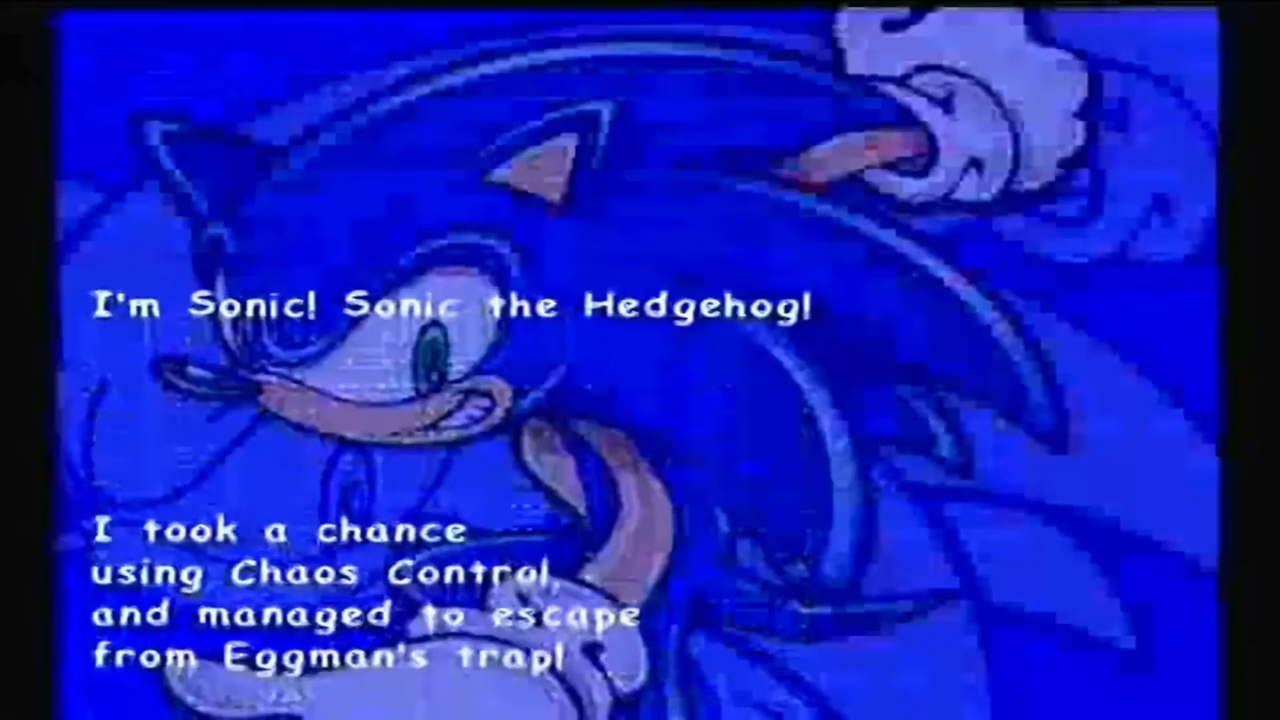 I'm Sonic! Sonic the Hedgehog!
I took a chance
using Chaos Control,
and managed to escape
from Eggman's trap!